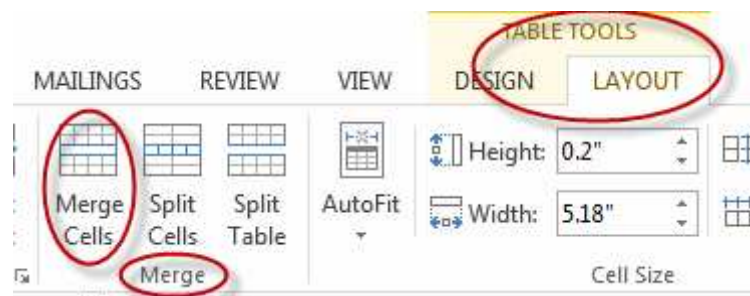 TABLE TOOLS
MAILINGS REVIEW VIEW DESIGN LAYOUT
Merge Cells
Split Cells
Split Table
AutoFit
Height: 0.2"
Width: 5.18"
Merge
Cell Size